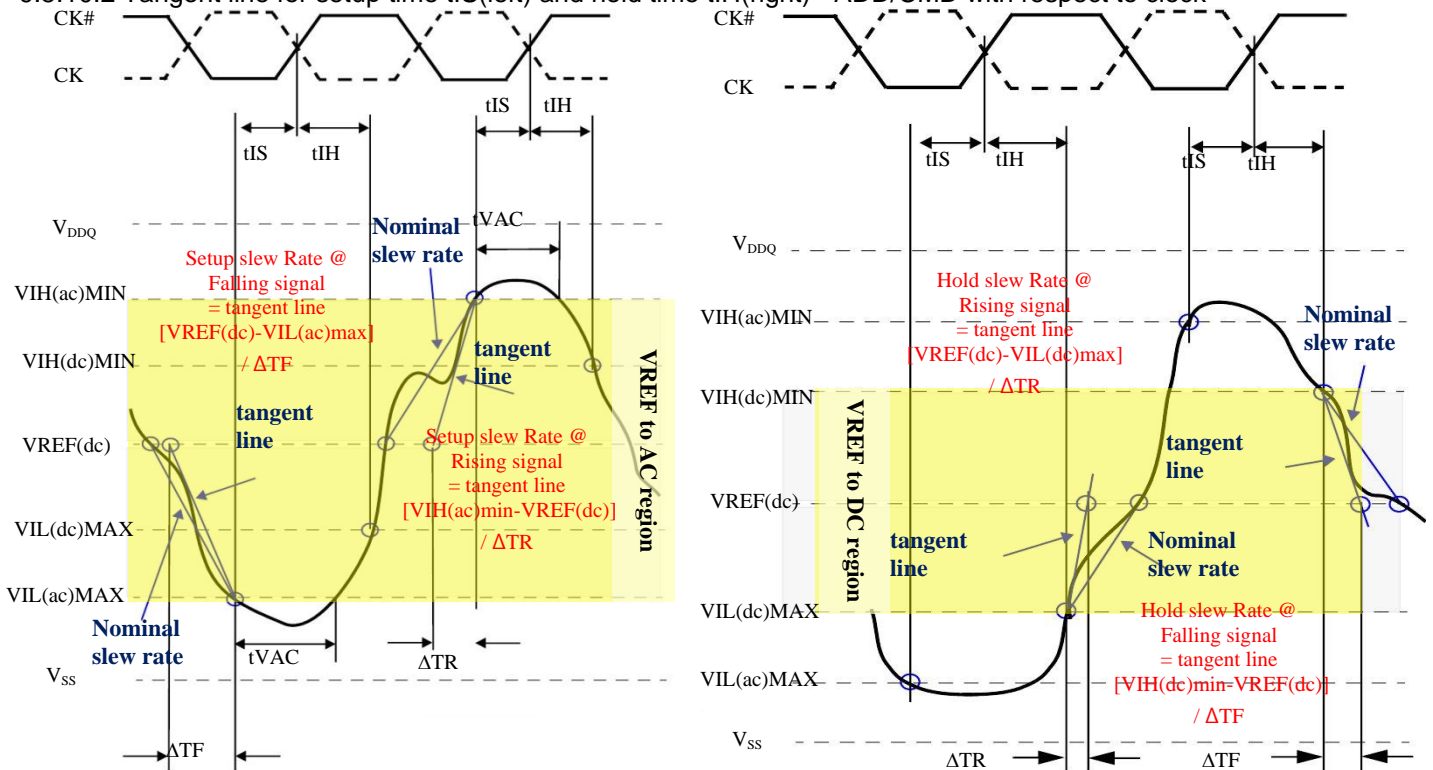 CK#
CK
tIS
tIH
tIS
tIH
VDDQ
tVAC
Nominal
slew rate
Setup slew Rate @
Falling signal
= tangent line
[VREF(dc)-VIL(ac)max]
/ ΔTF
VIH(ac)MIN
VIH(dc)MIN
tangent
line
tangent
line
VREF(dc)
Setup slew Rate @
Rising signal
= tangent line
[VIH(ac)min-VREF(dc)]
/ ΔTR
VREF to AC region
VIL(dc)MAX
VIL(ac)MAX
Nominal
slew rate
tVAC
ΔTR
VSS
ΔTF
CK#
CK
tIS
tIH
tIS
tIH
VDDQ
Hold slew Rate @
Rising signal
= tangent line
[VREF(dc)-VIL(dc)max]
/ ΔTR
VIH(ac)MIN
Nominal
slew rate
VIH(dc)MIN
VREF to DC region
tangent
line
VREF(dc)
tangent
line
Nominal
slew rate
VIL(dc)MAX
Hold slew Rate @
Falling signal
= tangent line
[VIH(dc)min-VREF(dc)]
/ ΔTF
VIL(ac)MAX
VSS
ΔTR
ΔTF